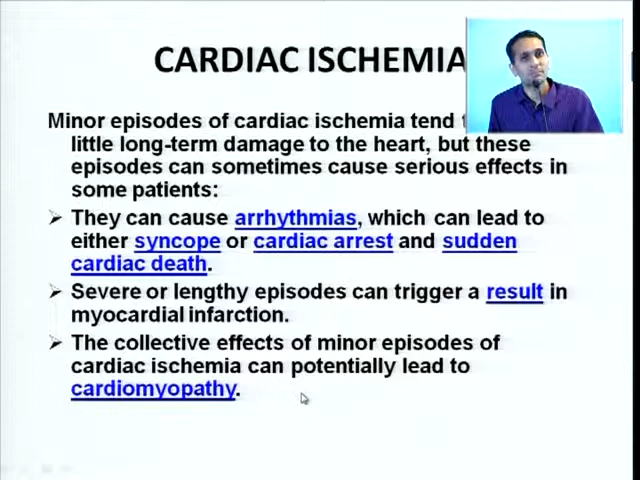 CARDIAC ISCHEMIA
Minor episodes of cardiac ischemia tend
little long-term damage to the heart, but these
episodes can sometimes cause serious effects in
some patients:
➢ They can cause arrhythmias, which can lead to
either syncope or cardiac arrest and sudden
cardiac death.
➢ Severe or lengthy episodes can trigger a result in
myocardial infarction.
➢ The collective effects of minor episodes of
cardiac ischemia can potentially lead to
cardiomyopathy.